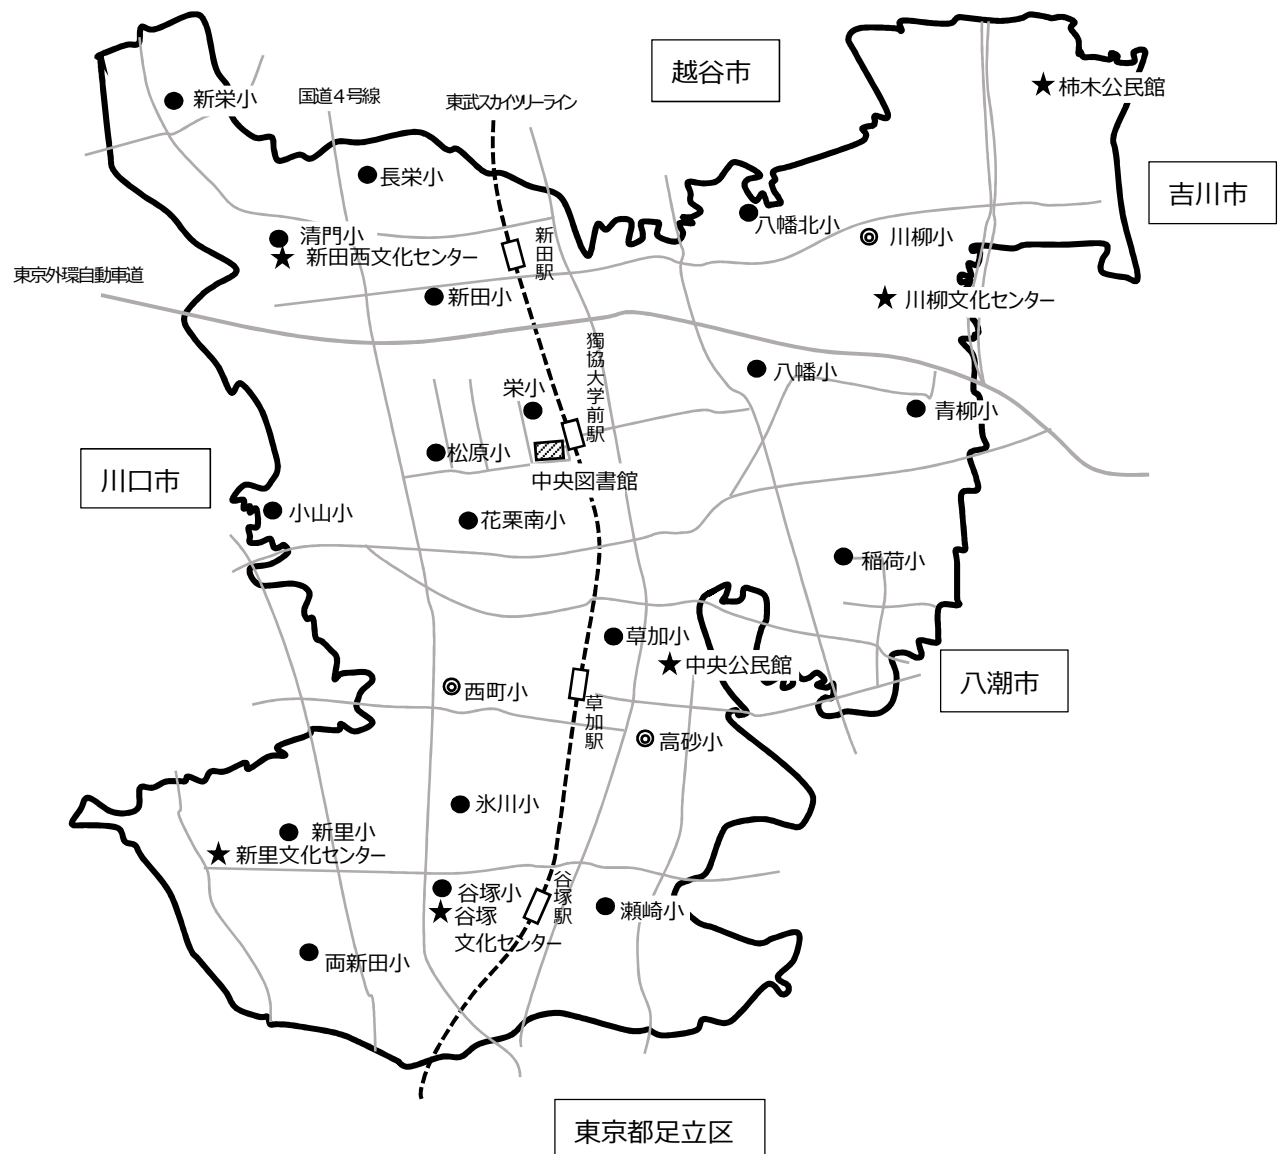 越谷市
柿木公民館
新栄小
国道４号線
東武スカイツリーライン
長栄小
吉川市
八幡北小
川柳小
清門小
新田西文化センター
新田駅
東京外環自動車道
新田小
川柳文化センター
獨協大学前駅
八幡小
栄小
青柳小
松原小
川口市
中央図書館
小山小
花栗南小
稲荷小
草加小
中央公民館
八潮市
西町小
草加駅
高砂小
氷川小
新里小
新里文化センター
谷塚駅
谷塚小
谷塚
文化センター
瀬崎小
両新田小
東京都足立区